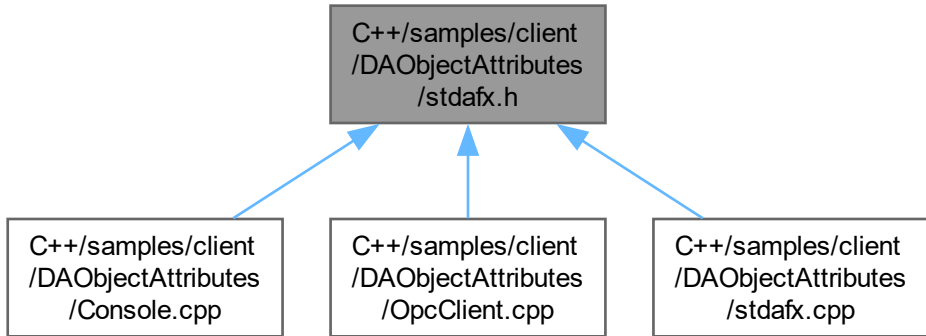 C++/samples/client
/DAObjectAttributes
/stdafx.h
C++/samples/client
/DAObjectAttributes
/Console.cpp
C++/samples/client
/DAObjectAttributes
/OpcClient.cpp
C++/samples/client
/DAObjectAttributes
/stdafx.cpp